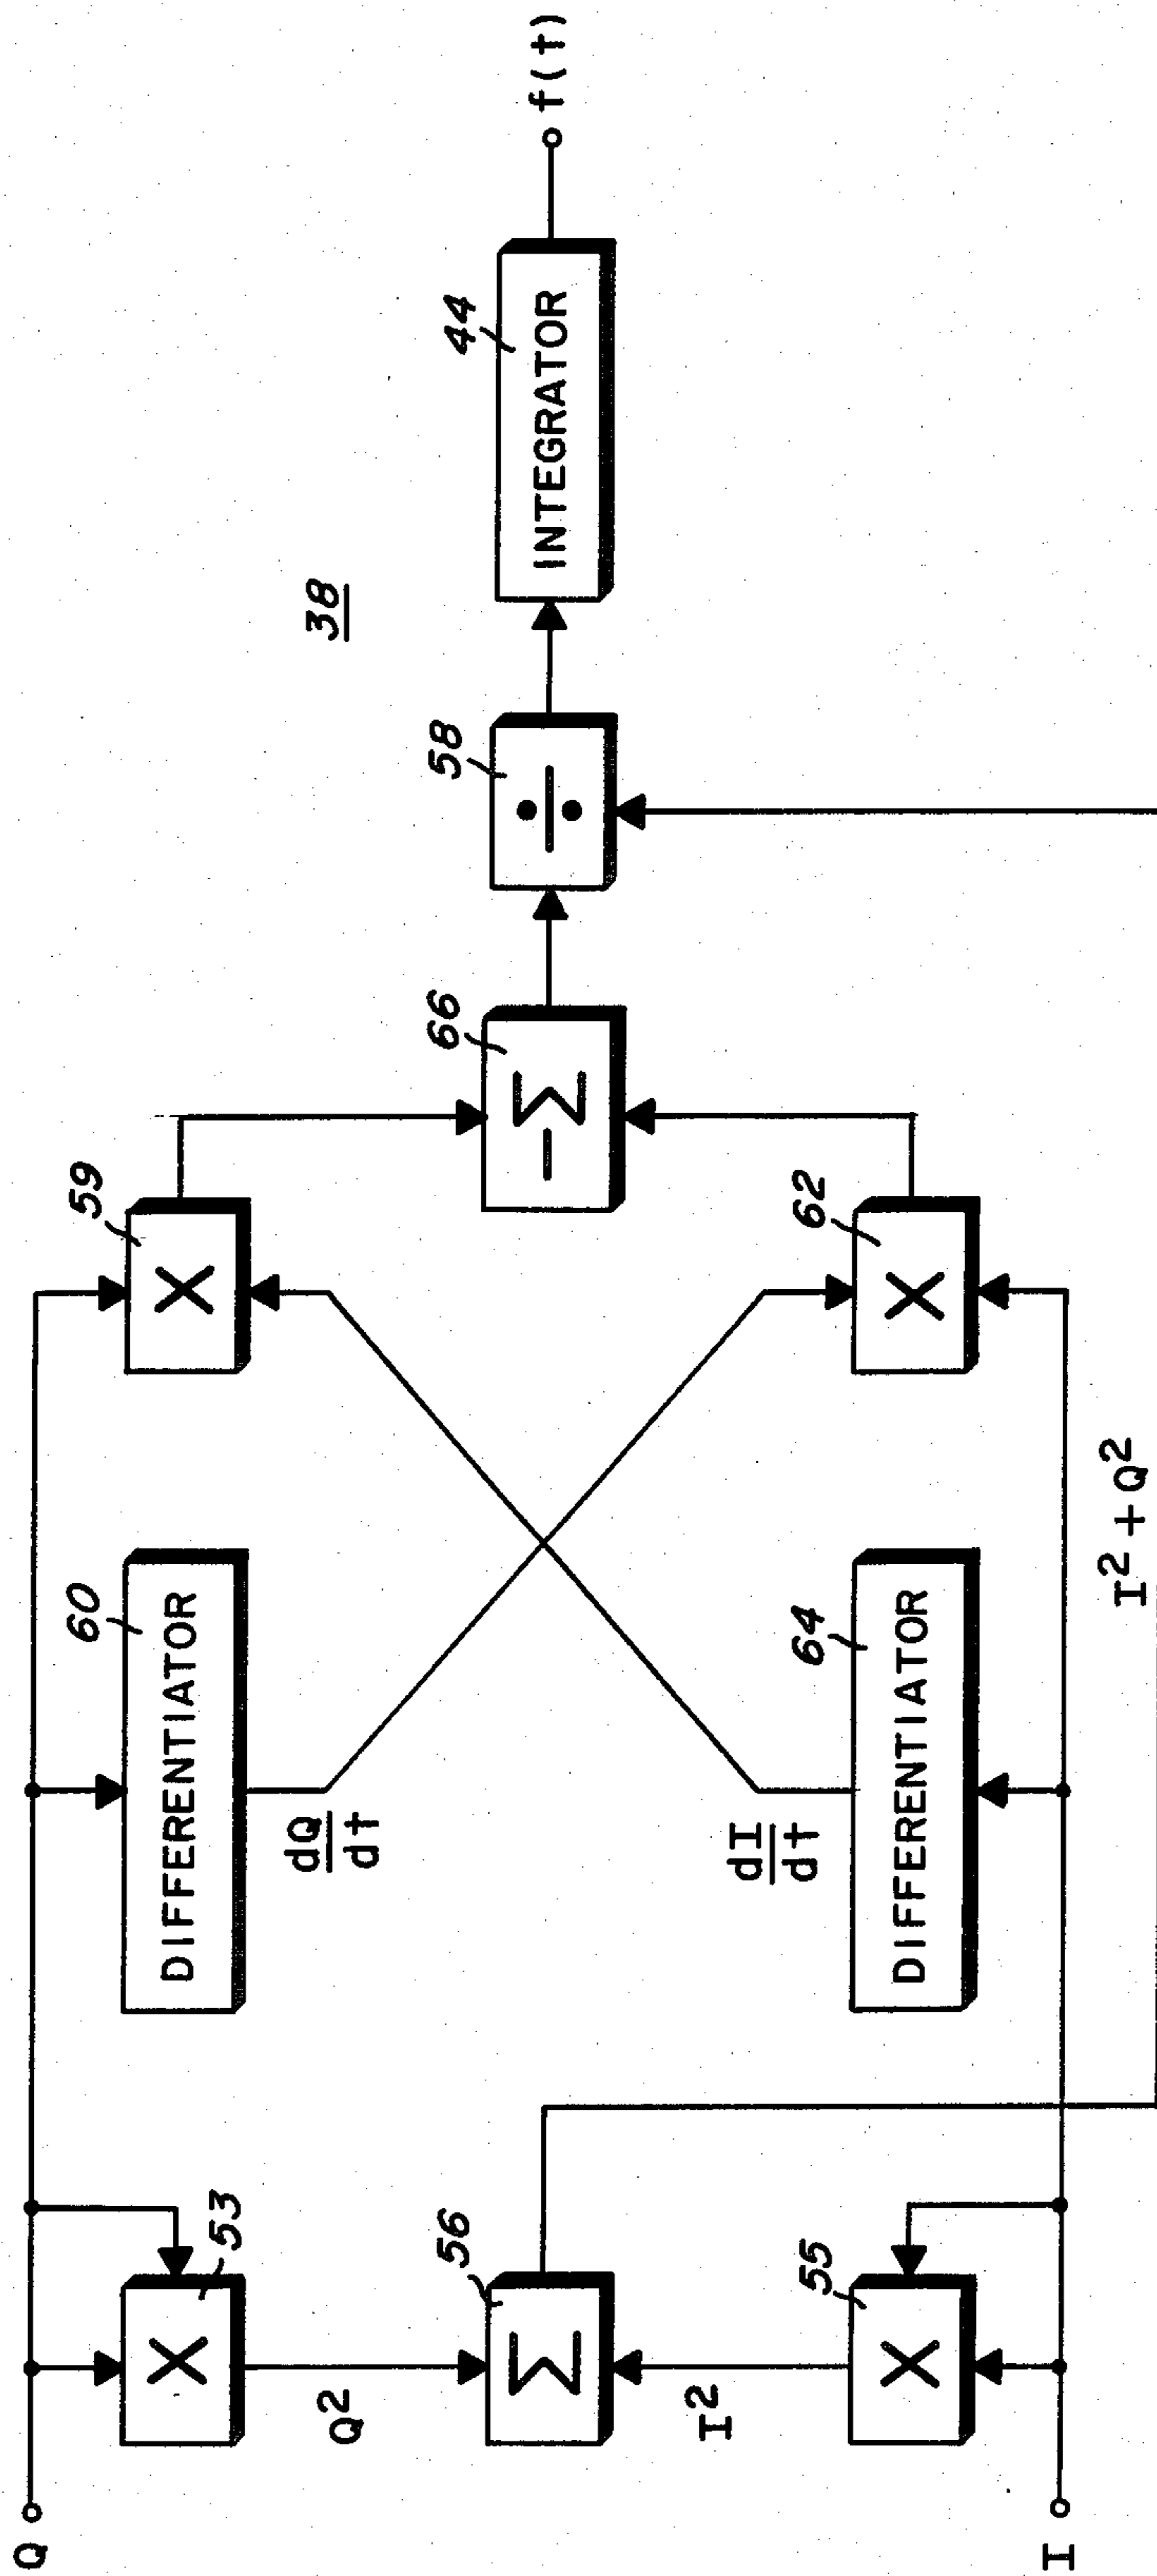 Q
53
X
Q²
56
Σ
I²
55
X
I
60
DIFFERENTIATOR
dQ
dt
dI
dt
64
DIFFERENTIATOR
I² + Q²
59
X
62
X
66
−Σ
58
÷
38
44
INTEGRATOR
f(t)